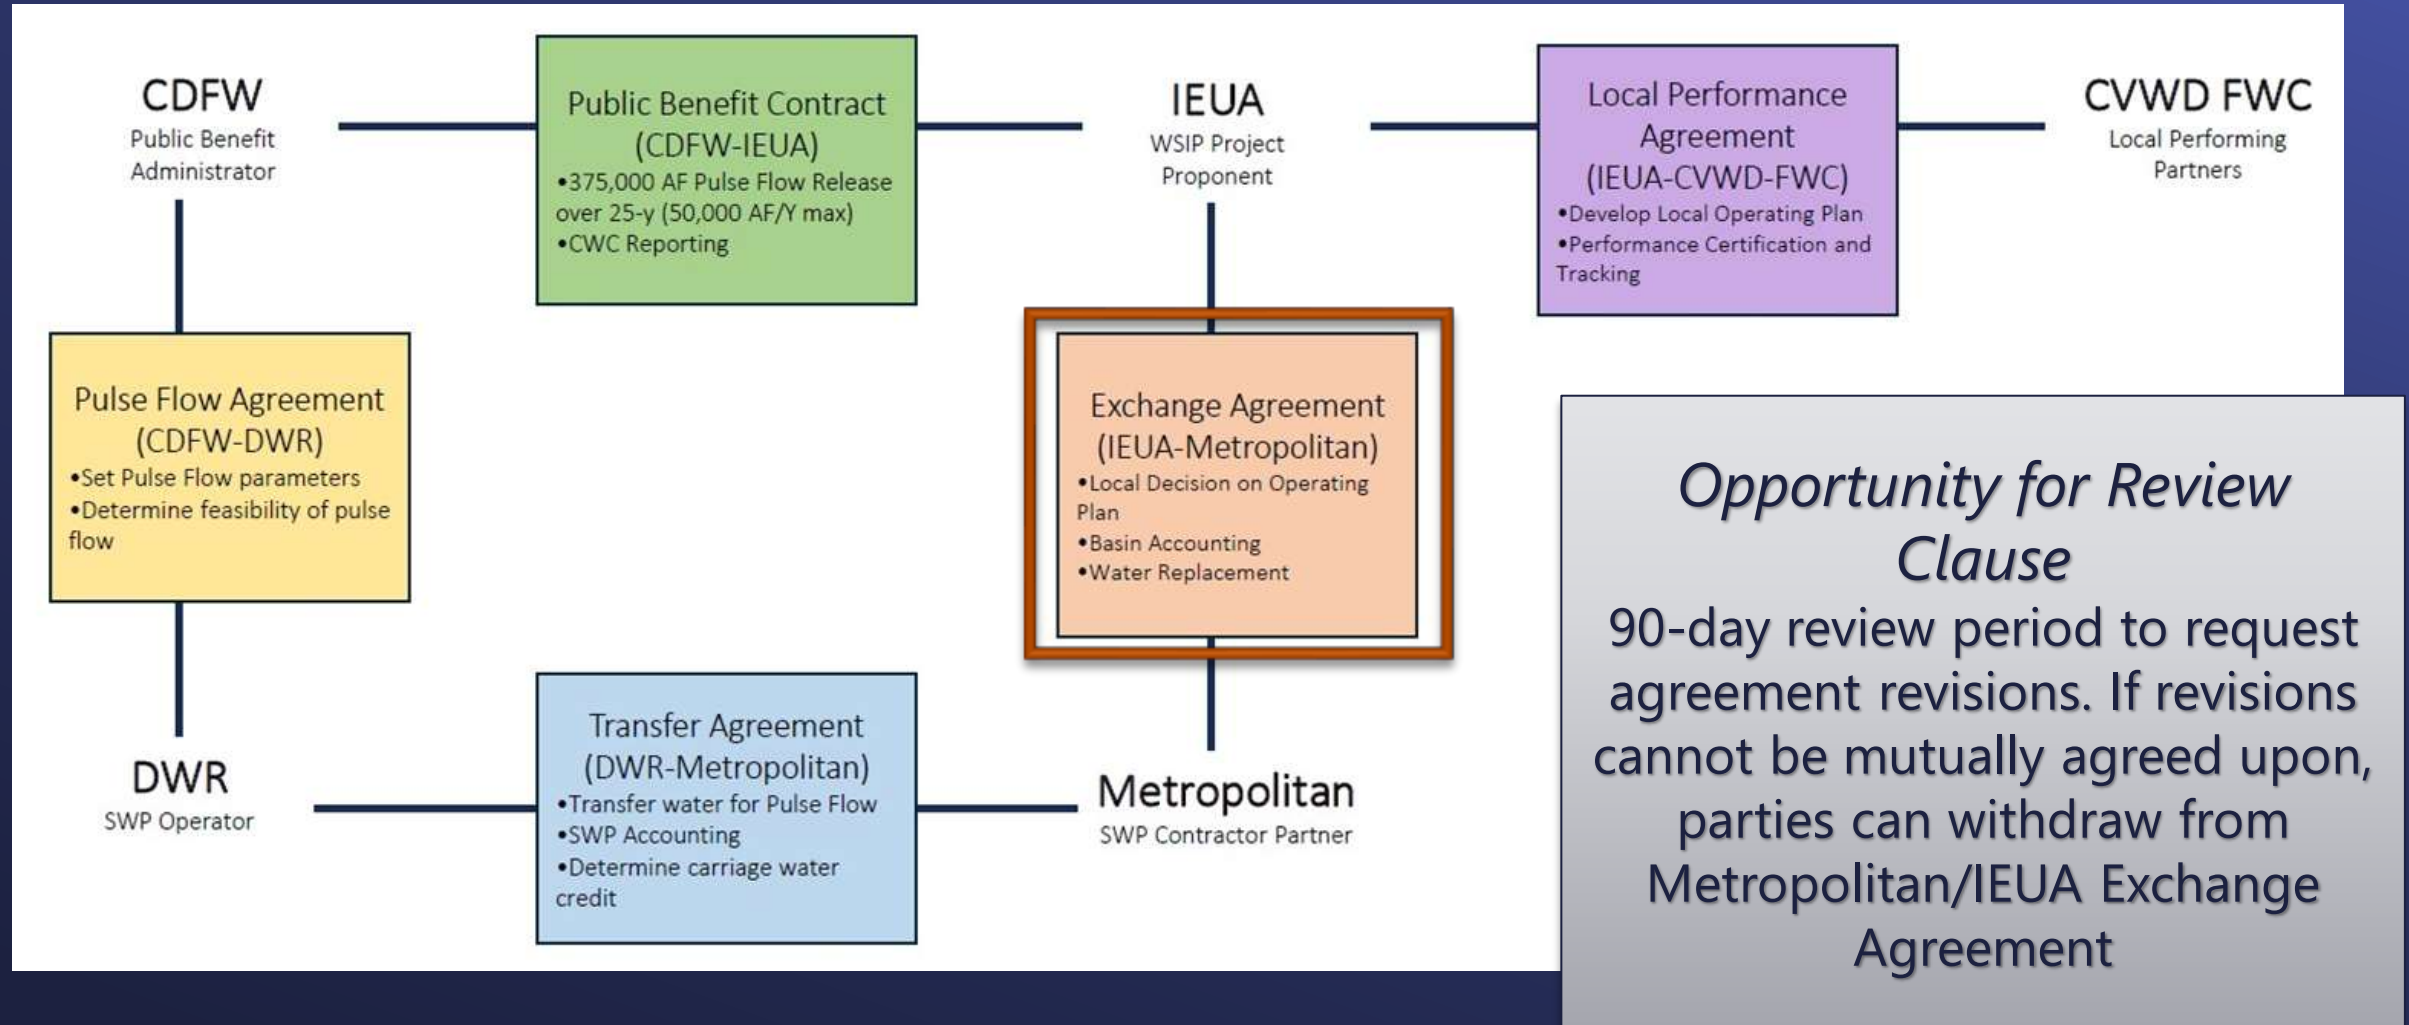 CDFW
Public Benefit
Administrator
Public Benefit Contract
(CDFW-IEUA)
•375,000 AF Pulse Flow Release
over 25-y (50,000 AF/Y max)
•CWC Reporting
IEUA
WSIP Project
Proponent
Local Performance
Agreement
(IEUA-CVWD-FWC)
•Develop Local Operating Plan
•Performance Certification and
Tracking
CVWD FWC
Local Performing
Partners
Pulse Flow Agreement
(CDFW-DWR)
•Set Pulse Flow parameters
•Determine feasibility of pulse
flow
Exchange Agreement
(IEUA-Metropolitan)
•Local Decision on Operating
Plan
•Basin Accounting
•Water Replacement
DWR
SWP Operator
Transfer Agreement
(DWR-Metropolitan)
•Transfer water for Pulse Flow
•SWP Accounting
•Determine carriage water
credit
Metropolitan
SWP Contractor Partner
Opportunity for Review
Clause
90-day review period to request
agreement revisions. If revisions
cannot be mutually agreed upon,
parties can withdraw from
Metropolitan/IEUA Exchange
Agreement